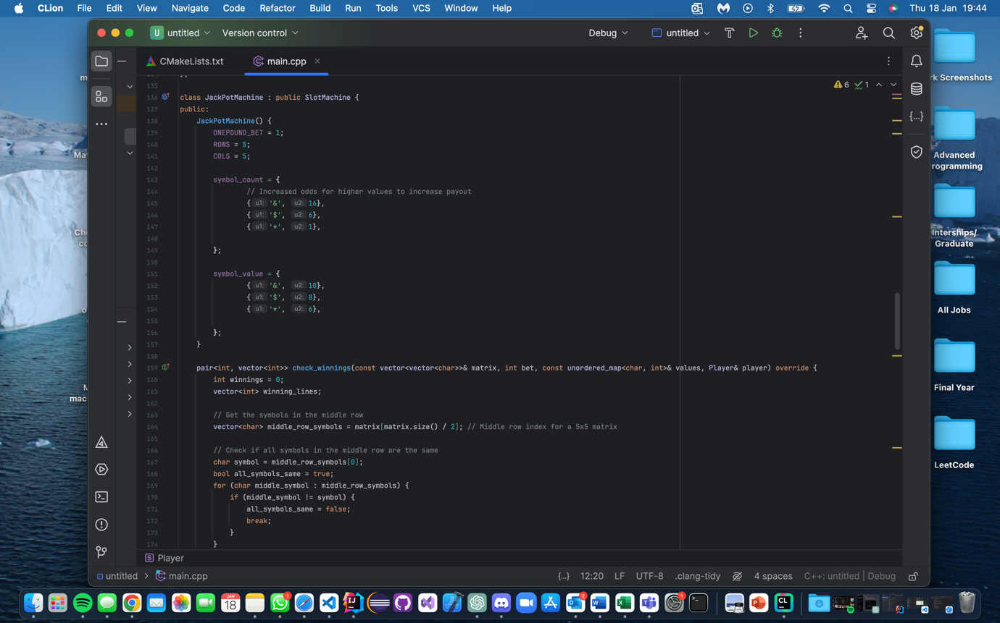 CLion File Edit View Navigate Code Refactor Build Run Tools VCS Window Help Thu 18 Jan 19:44
U untitled Version control Debug untitled
CMakeLists.txt main.cpp
6 1
135
136 class JackPotMachine : public SlotMachine {
137 public:
138 JackPotMachine() {
139 ONEPOUND_BET = 1;
140 ROWS = 5;
141 COLS = 5;
142
143 symbol_count = {
144 // Increased odds for higher values to increase payout
145 { u1: '&', u2: 16},
146 { u1: '$', u2: 6},
147 { u1: '*', u2: 1},
148
149 };
150
151 symbol_value = {
152 { u1: '&', u2: 10},
153 { u1: '$', u2: 8},
154 { u1: '*', u2: 6},
155
156 };
157 }
158
159 pair<int, vector<int>> check_winnings(const vector<vector<char>>& matrix, int bet, const unordered_map<char, int>& values, Player& player) override {
160 int winnings = 0;
161 vector<int> winning_lines;
162
163 // Get the symbols in the middle row
164 vector<char> middle_row_symbols = matrix[matrix.size() / 2]; // Middle row index for a 5x5 matrix
165
166 // Check if all symbols in the middle row are the same
167 char symbol = middle_row_symbols[0];
168 bool all_symbols_same = true;
169 for (char middle_symbol : middle_row_symbols) {
170 if (middle_symbol != symbol) {
171 all_symbols_same = false;
172 break;
173 }
174 }
S Player
untitled > main.cpp {...} 12:20 LF UTF-8 .clang-tidy 4 spaces C++: untitled | Debug
rk Screenshots
Advanced
rogramming
Interships/
Graduate
All Jobs
Final Year
LeetCode
JAN
18
1
2
1